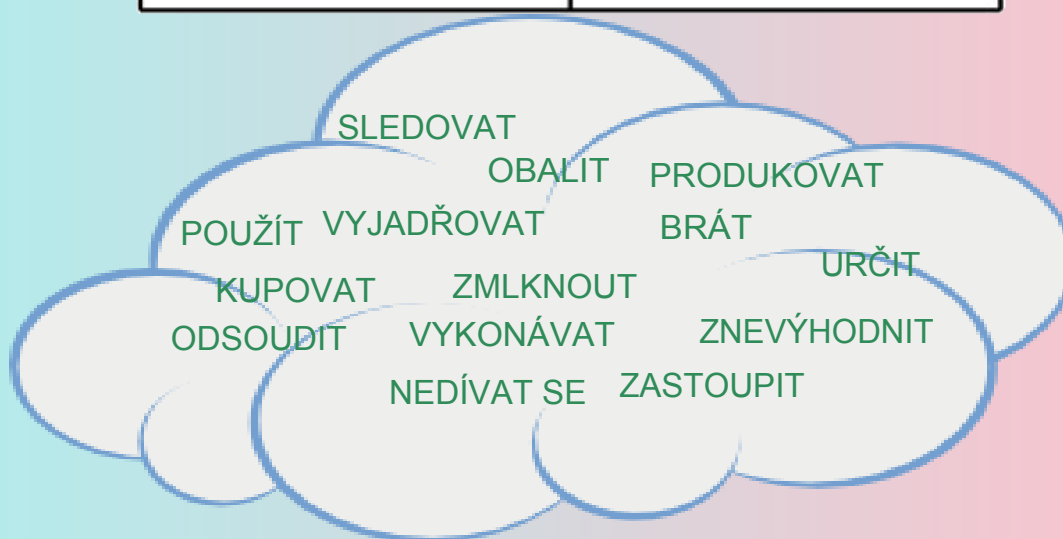 SLEDOVAT
OBALIT PRODUKOVAT
POUŽÍT VYJADŘOVAT BRÁT
URČIT
KUPOVAT ZMLKNOUT
ODSOUDIT VYKONÁVAT ZNEVÝHODNIT
NEDÍVAT SE ZASTOUPIT